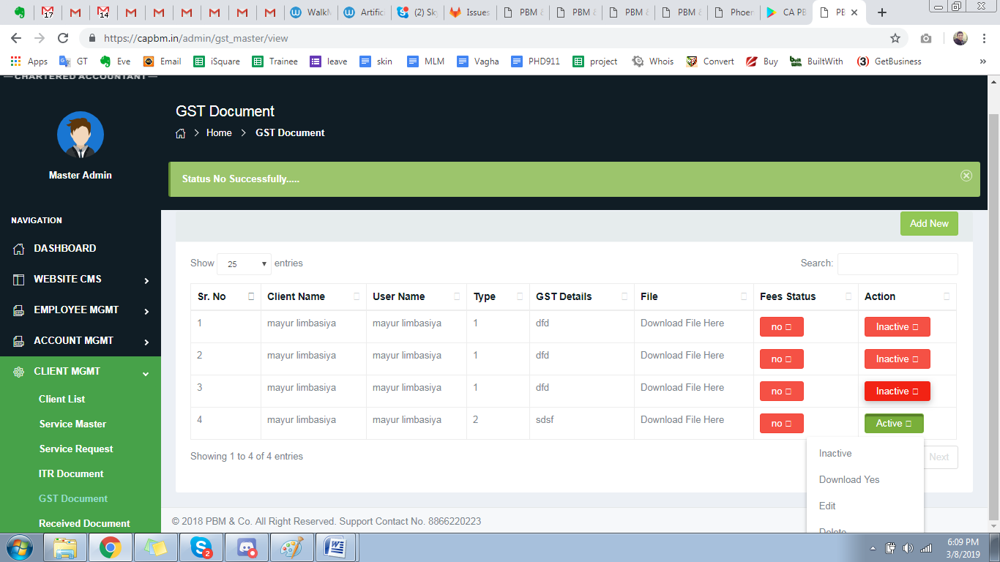 17
14
WalkM
Artific
(2) Sky
Issues
PBM &
PBM &
PBM &
PBM &
Phoen
CA PB
PB
https://capbm.in/admin/gst_master/view
Apps GT Eve Email iSquare Trainee leave skin MLM Vagha PHD911 project Whois Convert Buy BuiltWith GetBusiness »
CHARTERED ACCOUNTANT
Master Admin
NAVIGATION
DASHBOARD
WEBSITE CMS
EMPLOYEE MGMT
ACCOUNT MGMT
CLIENT MGMT
Client List
Service Master
Service Request
ITR Document
GST Document
Received Document
GST Document
Home > GST Document
Status No Successfully.....
Add New
Show 25 entries Search:
Sr. No Client Name User Name Type GST Details File Fees Status Action
1 mayur limbasiya mayur limbasiya 1 dfd Download File Here no Inactive
2 mayur limbasiya mayur limbasiya 1 dfd Download File Here no Inactive
3 mayur limbasiya mayur limbasiya 1 dfd Download File Here no Inactive
4 mayur limbasiya mayur limbasiya 2 sdsf Download File Here no Active
Showing 1 to 4 of 4 entries Next
Inactive
Download Yes
Edit
Delete
© 2018 PBM & Co. All Right Reserved. Support Contact No. 8866220223
2
6:09 PM
3/8/2019